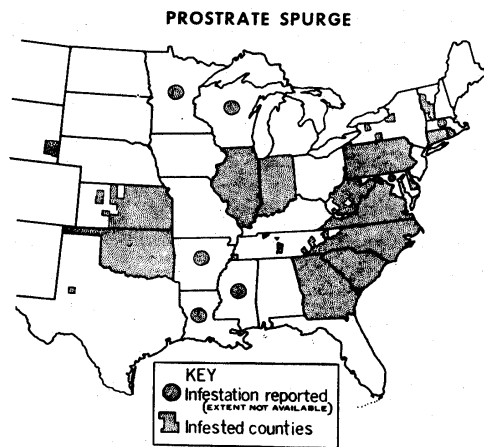 PROSTRATE SPURGE
KEY
Infestation reported
(EXTENT NOT AVAILABLE)
Infested counties